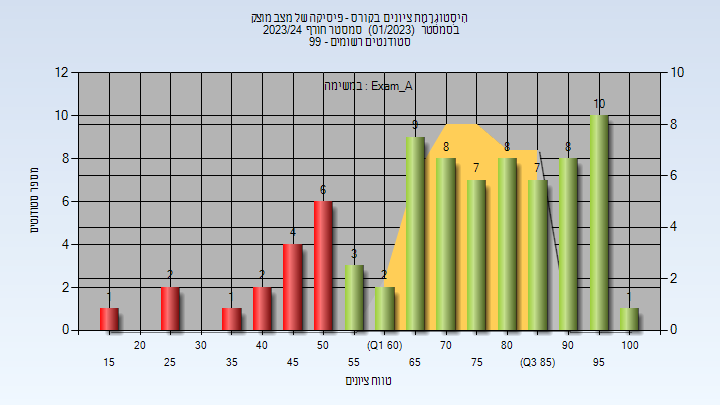 היסטוגרמת ציונים בקורס - פיסיקה של מצב מוצק
בסמסטר (01/2023) סמסטר חורף 2023/24
סטודנטים רשומים - 99
במשימה : Exam_A
מספר סטודנטים
12 10 8 6 4 2 0
10 8 6 4 2 0
1 2 1 2 4 6 3 2 9 8 7 8 7 8 10 1
20 30 40 50 (Q1 60) 70 80 90 100
15 25 35 45 55 65 75 (Q3 85) 95
טווח ציונים